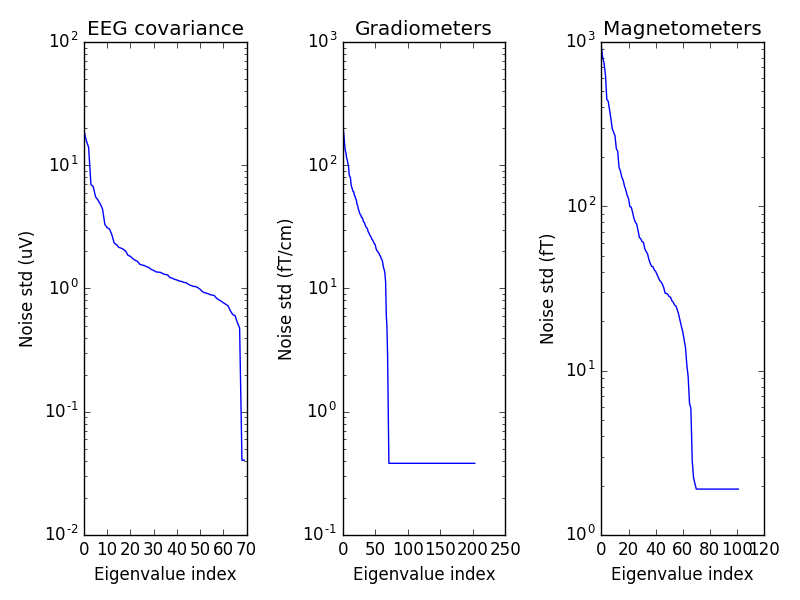 EEG covariance
10²
10¹
10⁰
10⁻¹
10⁻²
Noise std (uV)
0 10 20 30 40 50 60 70
Eigenvalue index
Gradiometers
10³
10²
10¹
10⁰
10⁻¹
Noise std (fT/cm)
0 50 100 150 200 250
Eigenvalue index
Magnetometers
10³
10²
10¹
10⁰
Noise std (fT)
0 20 40 60 80 100 120
Eigenvalue index